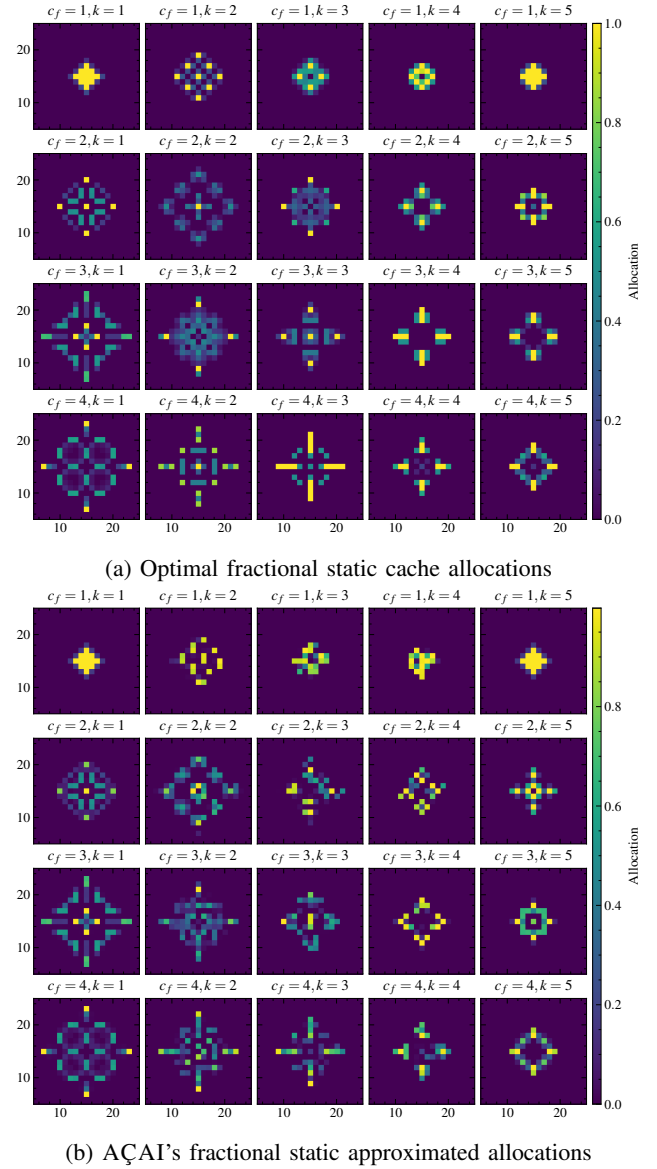 c_f = 1, k = 1 c_f = 1, k = 2 c_f = 1, k = 3 c_f = 1, k = 4 c_f = 1, k = 5 1.0
20
10
c_f = 2, k = 1 c_f = 2, k = 2 c_f = 2, k = 3 c_f = 2, k = 4 c_f = 2, k = 5
0.8
20
10
0.6
Allocation
c_f = 3, k = 1 c_f = 3, k = 2 c_f = 3, k = 3 c_f = 3, k = 4 c_f = 3, k = 5
20
0.4
10
c_f = 4, k = 1 c_f = 4, k = 2 c_f = 4, k = 3 c_f = 4, k = 4 c_f = 4, k = 5
0.2
20
10
0.0
10 20 10 20 10 20 10 20 10 20
(a) Optimal fractional static cache allocations
c_f = 1, k = 1 c_f = 1, k = 2 c_f = 1, k = 3 c_f = 1, k = 4 c_f = 1, k = 5
20
10
0.8
c_f = 2, k = 1 c_f = 2, k = 2 c_f = 2, k = 3 c_f = 2, k = 4 c_f = 2, k = 5
20
0.6
10
Allocation
c_f = 3, k = 1 c_f = 3, k = 2 c_f = 3, k = 3 c_f = 3, k = 4 c_f = 3, k = 5
0.4
20
10
0.2
c_f = 4, k = 1 c_f = 4, k = 2 c_f = 4, k = 3 c_f = 4, k = 4 c_f = 4, k = 5
20
10
0.0
10 20 10 20 10 20 10 20 10 20
(b) AÇAI's fractional static approximated allocations